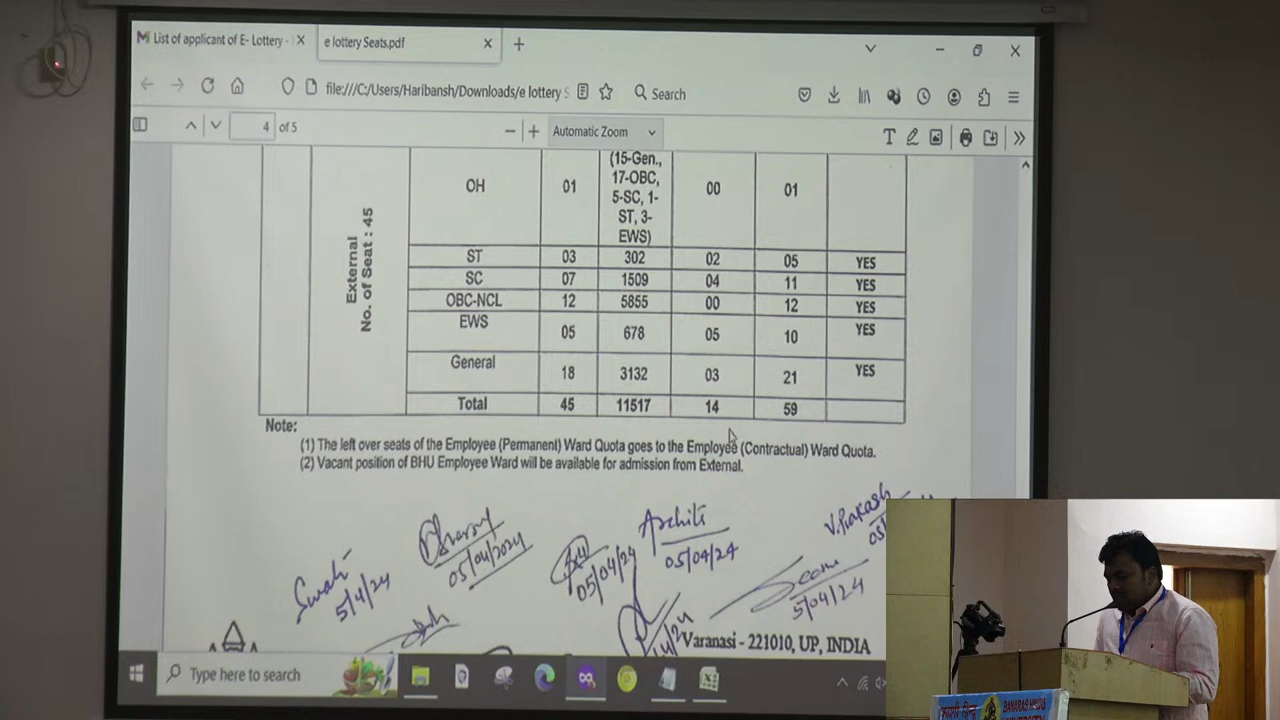 List of applicant of E- Lottery -
e lottery Seats.pdf
file:///C:/Users/Haribansh/Downloads/e lottery S
Search
4 of 5
Automatic Zoom
External
No. of Seat : 45
OH 01 (15-Gen., 17-OBC, 5-SC, 1-ST, 3-EWS) 00 01
ST 03 302 02 05 YES
SC 07 1509 04 11 YES
OBC-NCL 12 5855 00 12 YES
EWS 05 678 05 10 YES
General 18 3132 03 21 YES
Total 45 11517 14 59
Note:
(1) The left over seats of the Employee (Permanent) Ward Quota goes to the Employee (Contractual) Ward Quota.
(2) Vacant position of BHU Employee Ward will be available for admission from External.
Swati
5/4/24
05/04/2024
05/04/24
Architi
05/04/24
V. Prakash
Seema
5/04/24
Varanasi - 221010, UP, INDIA
Type here to search
काशी हिन्दू
BANARAS HINDU
UNIVERSITY